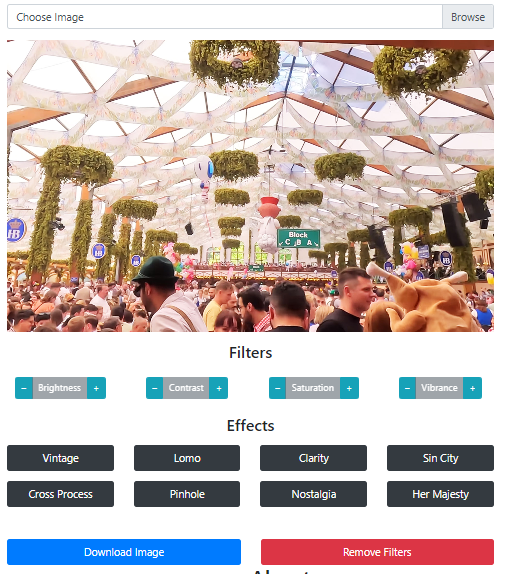 Choose Image Browse
HB
HB
HB
Block
C B A
Filters
− Brightness + − Contrast + − Saturation + − Vibrance +
Effects
Vintage Lomo Clarity Sin City
Cross Process Pinhole Nostalgia Her Majesty
Download Image Remove Filters